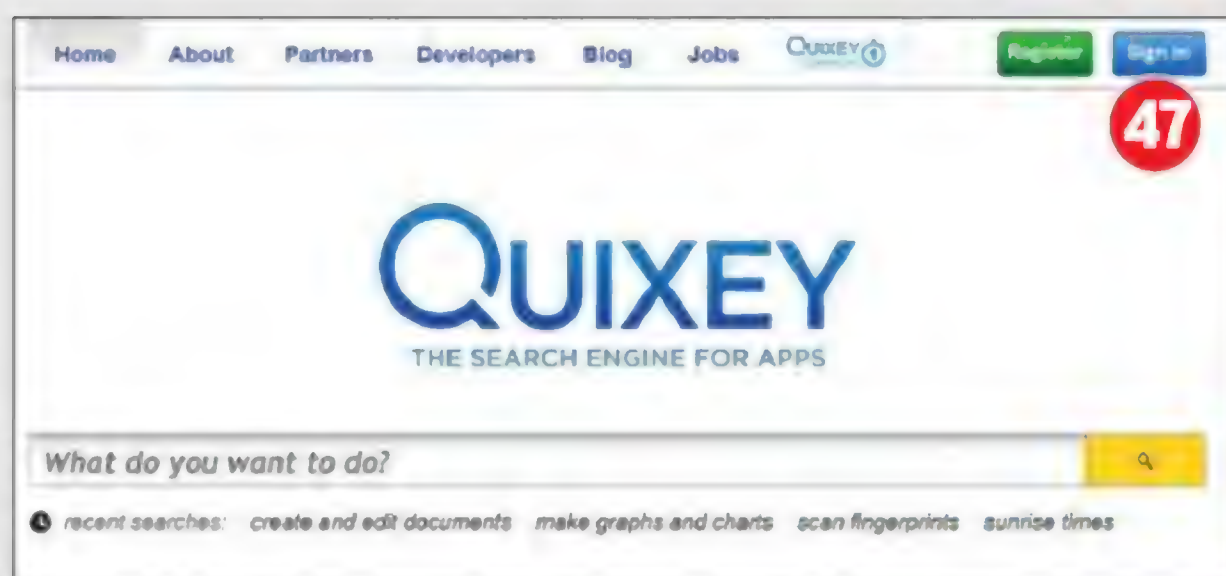 Home About Partners Developers Blog Jobs QUIXEY Register Sign in
47
QUIXEY
THE SEARCH ENGINE FOR APPS
What do you want to do?
recent searches: create and edit documents make graphs and charts scan fingerprints sunrise times